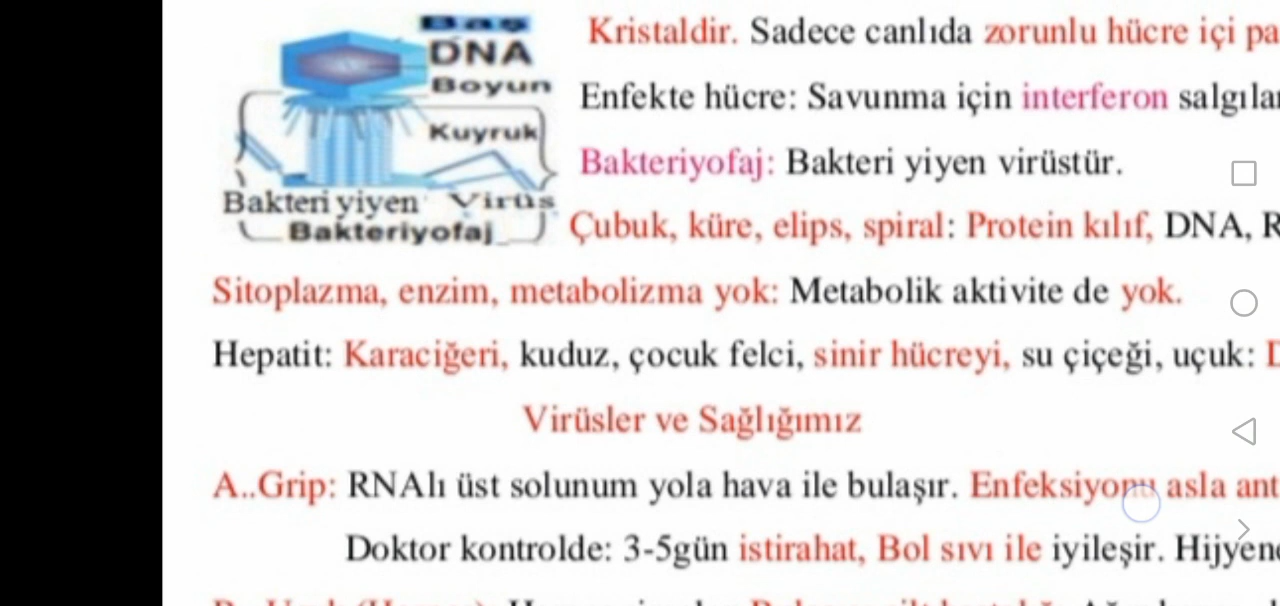 Baş
DNA
Boyun
Kuyruk
Bakteri yiyen Virüs
Bakteriyofaj
Kristaldir. Sadece canlıda zorunlu hücre içi pa
Enfekte hücre: Savunma için interferon salgılar
Bakteriyofaj: Bakteri yiyen virüstür.
Çubuk, küre, elips, spiral: Protein kılıf, DNA, R
Sitoplazma, enzim, metabolizma yok: Metabolik aktivite de yok.
Hepatit: Karaciğeri, kuduz, çocuk felci, sinir hücreyi, su çiçeği, uçuk: D
Virüsler ve Sağlığımız
A..Grip: RNAlı üst solunum yola hava ile bulaşır. Enfeksiyonu asla ant
Doktor kontrolde: 3-5gün istirahat, Bol sıvı ile iyileşir. Hijyen